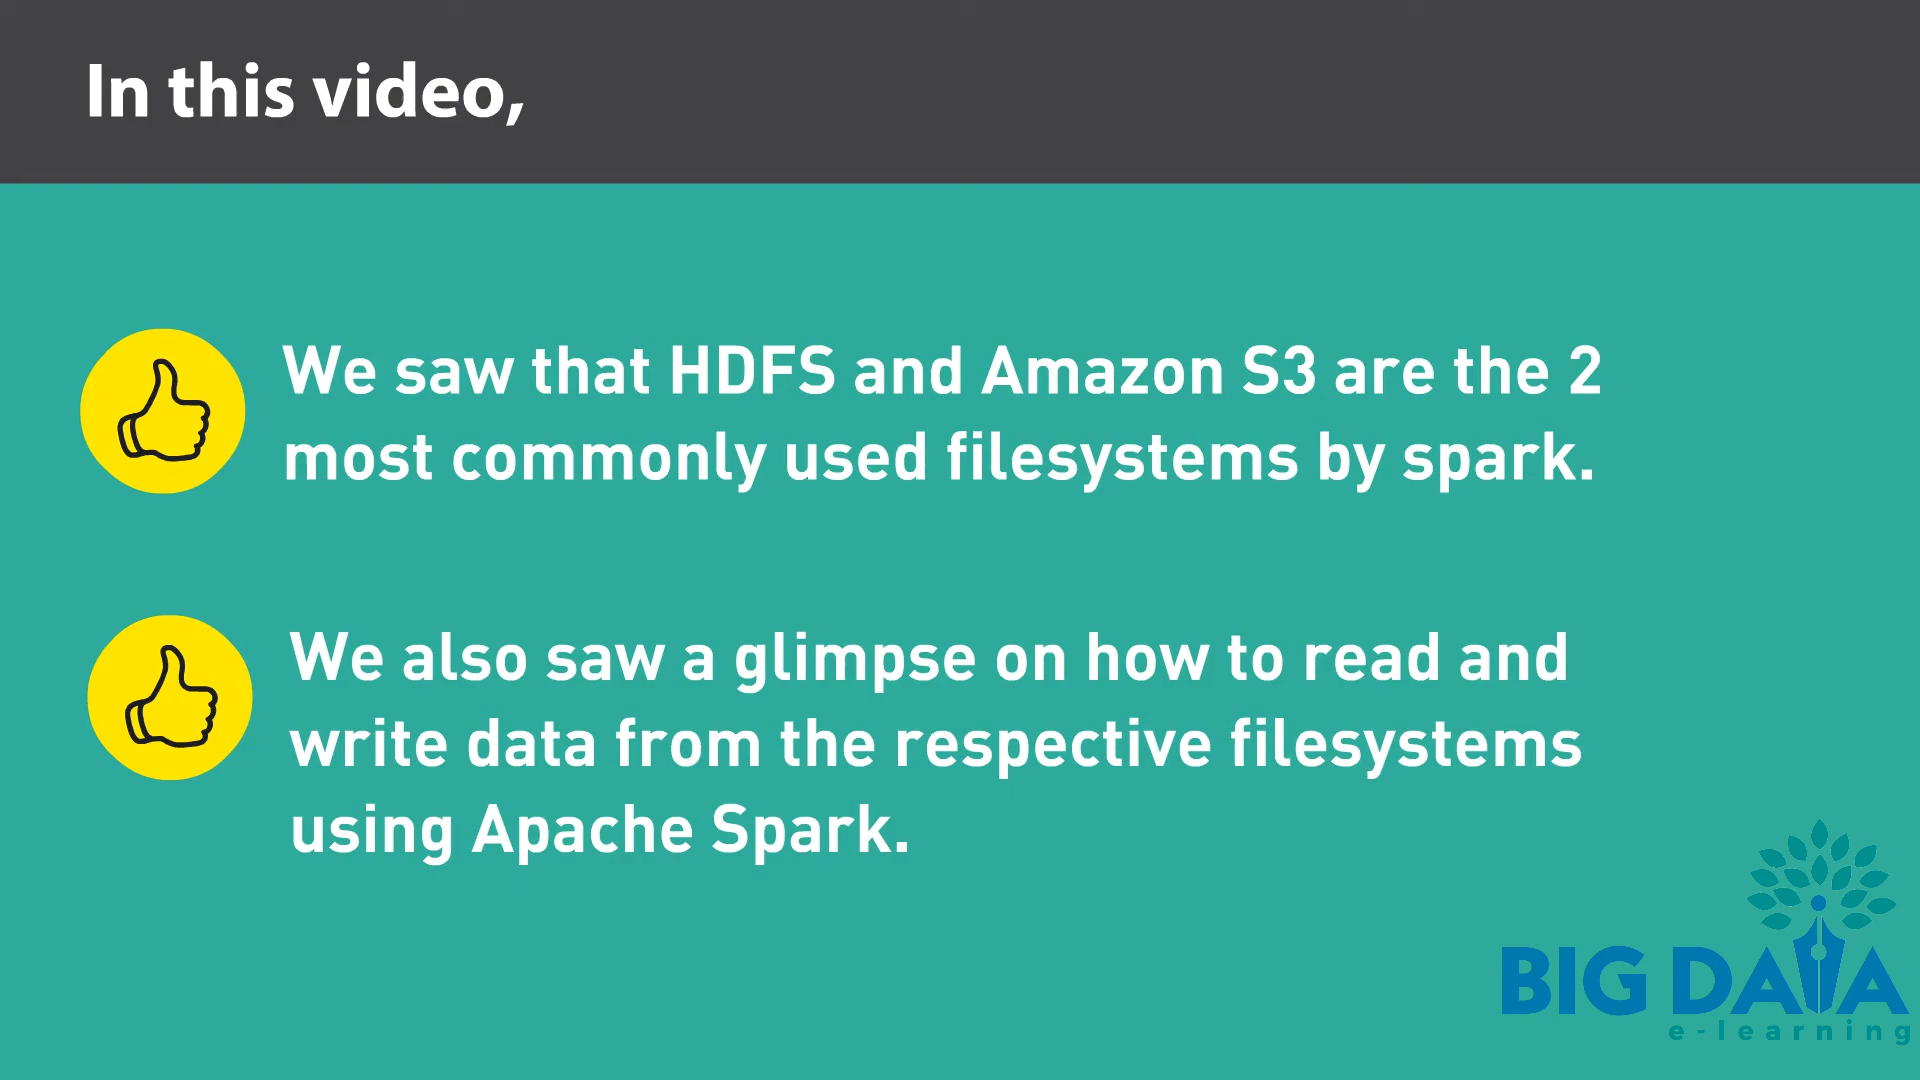 In this video,
We saw that HDFS and Amazon S3 are the 2
most commonly used filesystems by spark.
We also saw a glimpse on how to read and
write data from the respective filesystems
using Apache Spark.
BIG DATA
e-learning